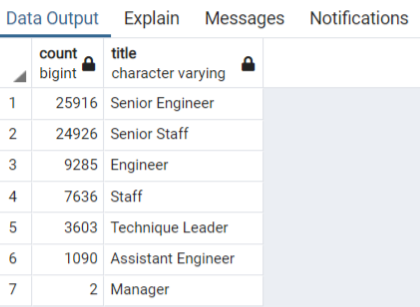 Data Output Explain Messages Notifications
count title
bigint character varying
1 25916 Senior Engineer
2 24926 Senior Staff
3 9285 Engineer
4 7636 Staff
5 3603 Technique Leader
6 1090 Assistant Engineer
7 2 Manager